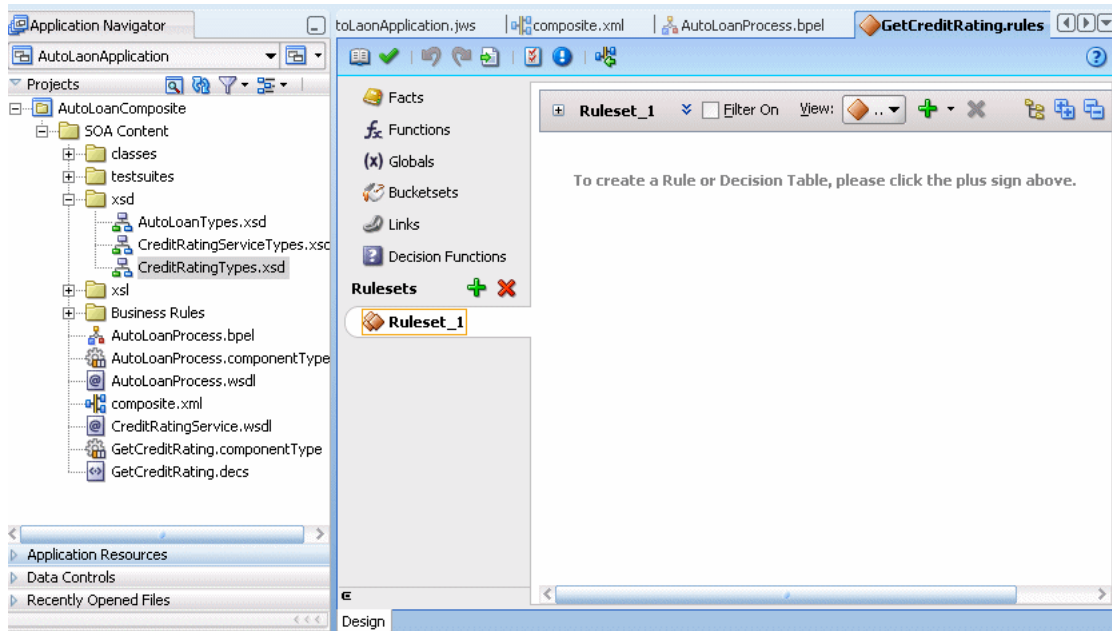 Application Navigator
toLaonApplication.jws
composite.xml
AutoLoanProcess.bpel
GetCreditRating.rules
AutoLaonApplication
Projects
AutoLoanComposite
SOA Content
classes
testsuites
xsd
AutoLoanTypes.xsd
CreditRatingServiceTypes.xsd
CreditRatingTypes.xsd
xsl
Business Rules
AutoLoanProcess.bpel
AutoLoanProcess.componentType
AutoLoanProcess.wsdl
composite.xml
CreditRatingService.wsdl
GetCreditRating.componentType
GetCreditRating.decs
Application Resources
Data Controls
Recently Opened Files
Facts
Functions
(x) Globals
Bucketsets
Links
Decision Functions
Rulesets
Ruleset_1
Ruleset_1
Filter On
View:
..
To create a Rule or Decision Table, please click the plus sign above.
Design